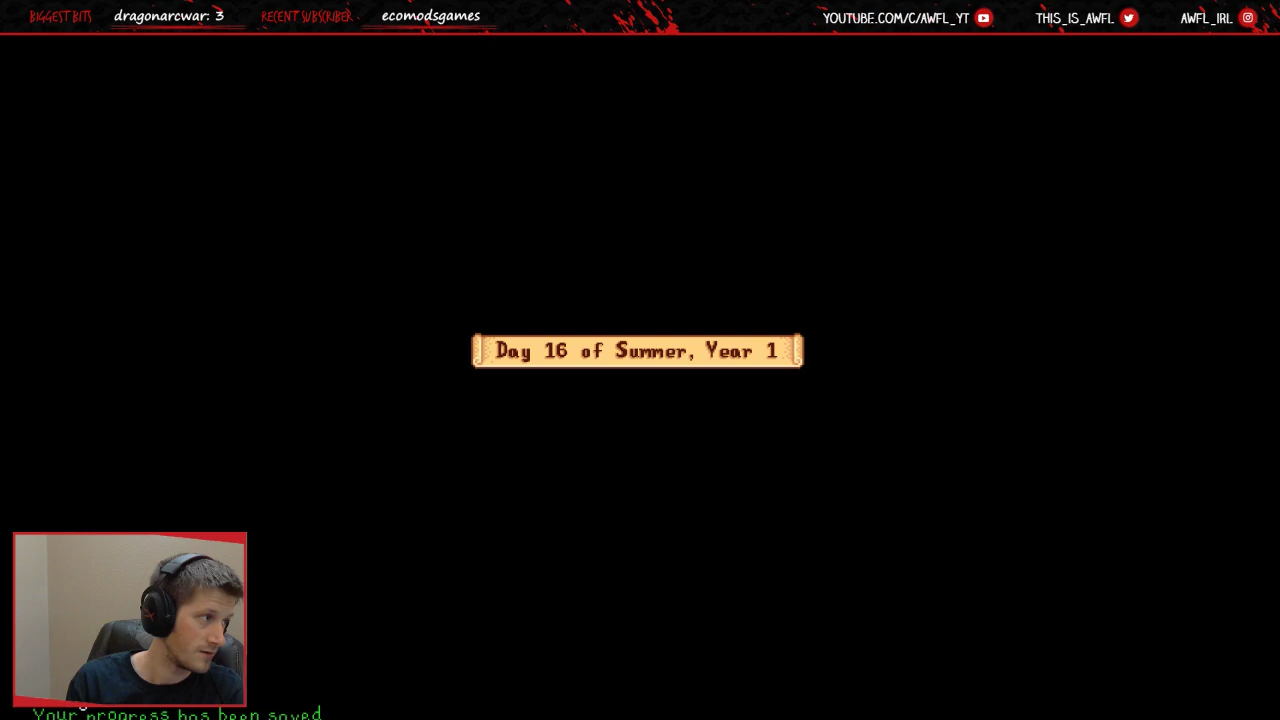 BIGGEST BITS dragonarcwar: 3 RECENT SUBSCRIBER ecomodsgames YOUTUBE.COM/C/AWFL_YT THIS_IS_AWFL AWFL_IRL
Day 16 of Summer, Year 1
Your progress has been saved